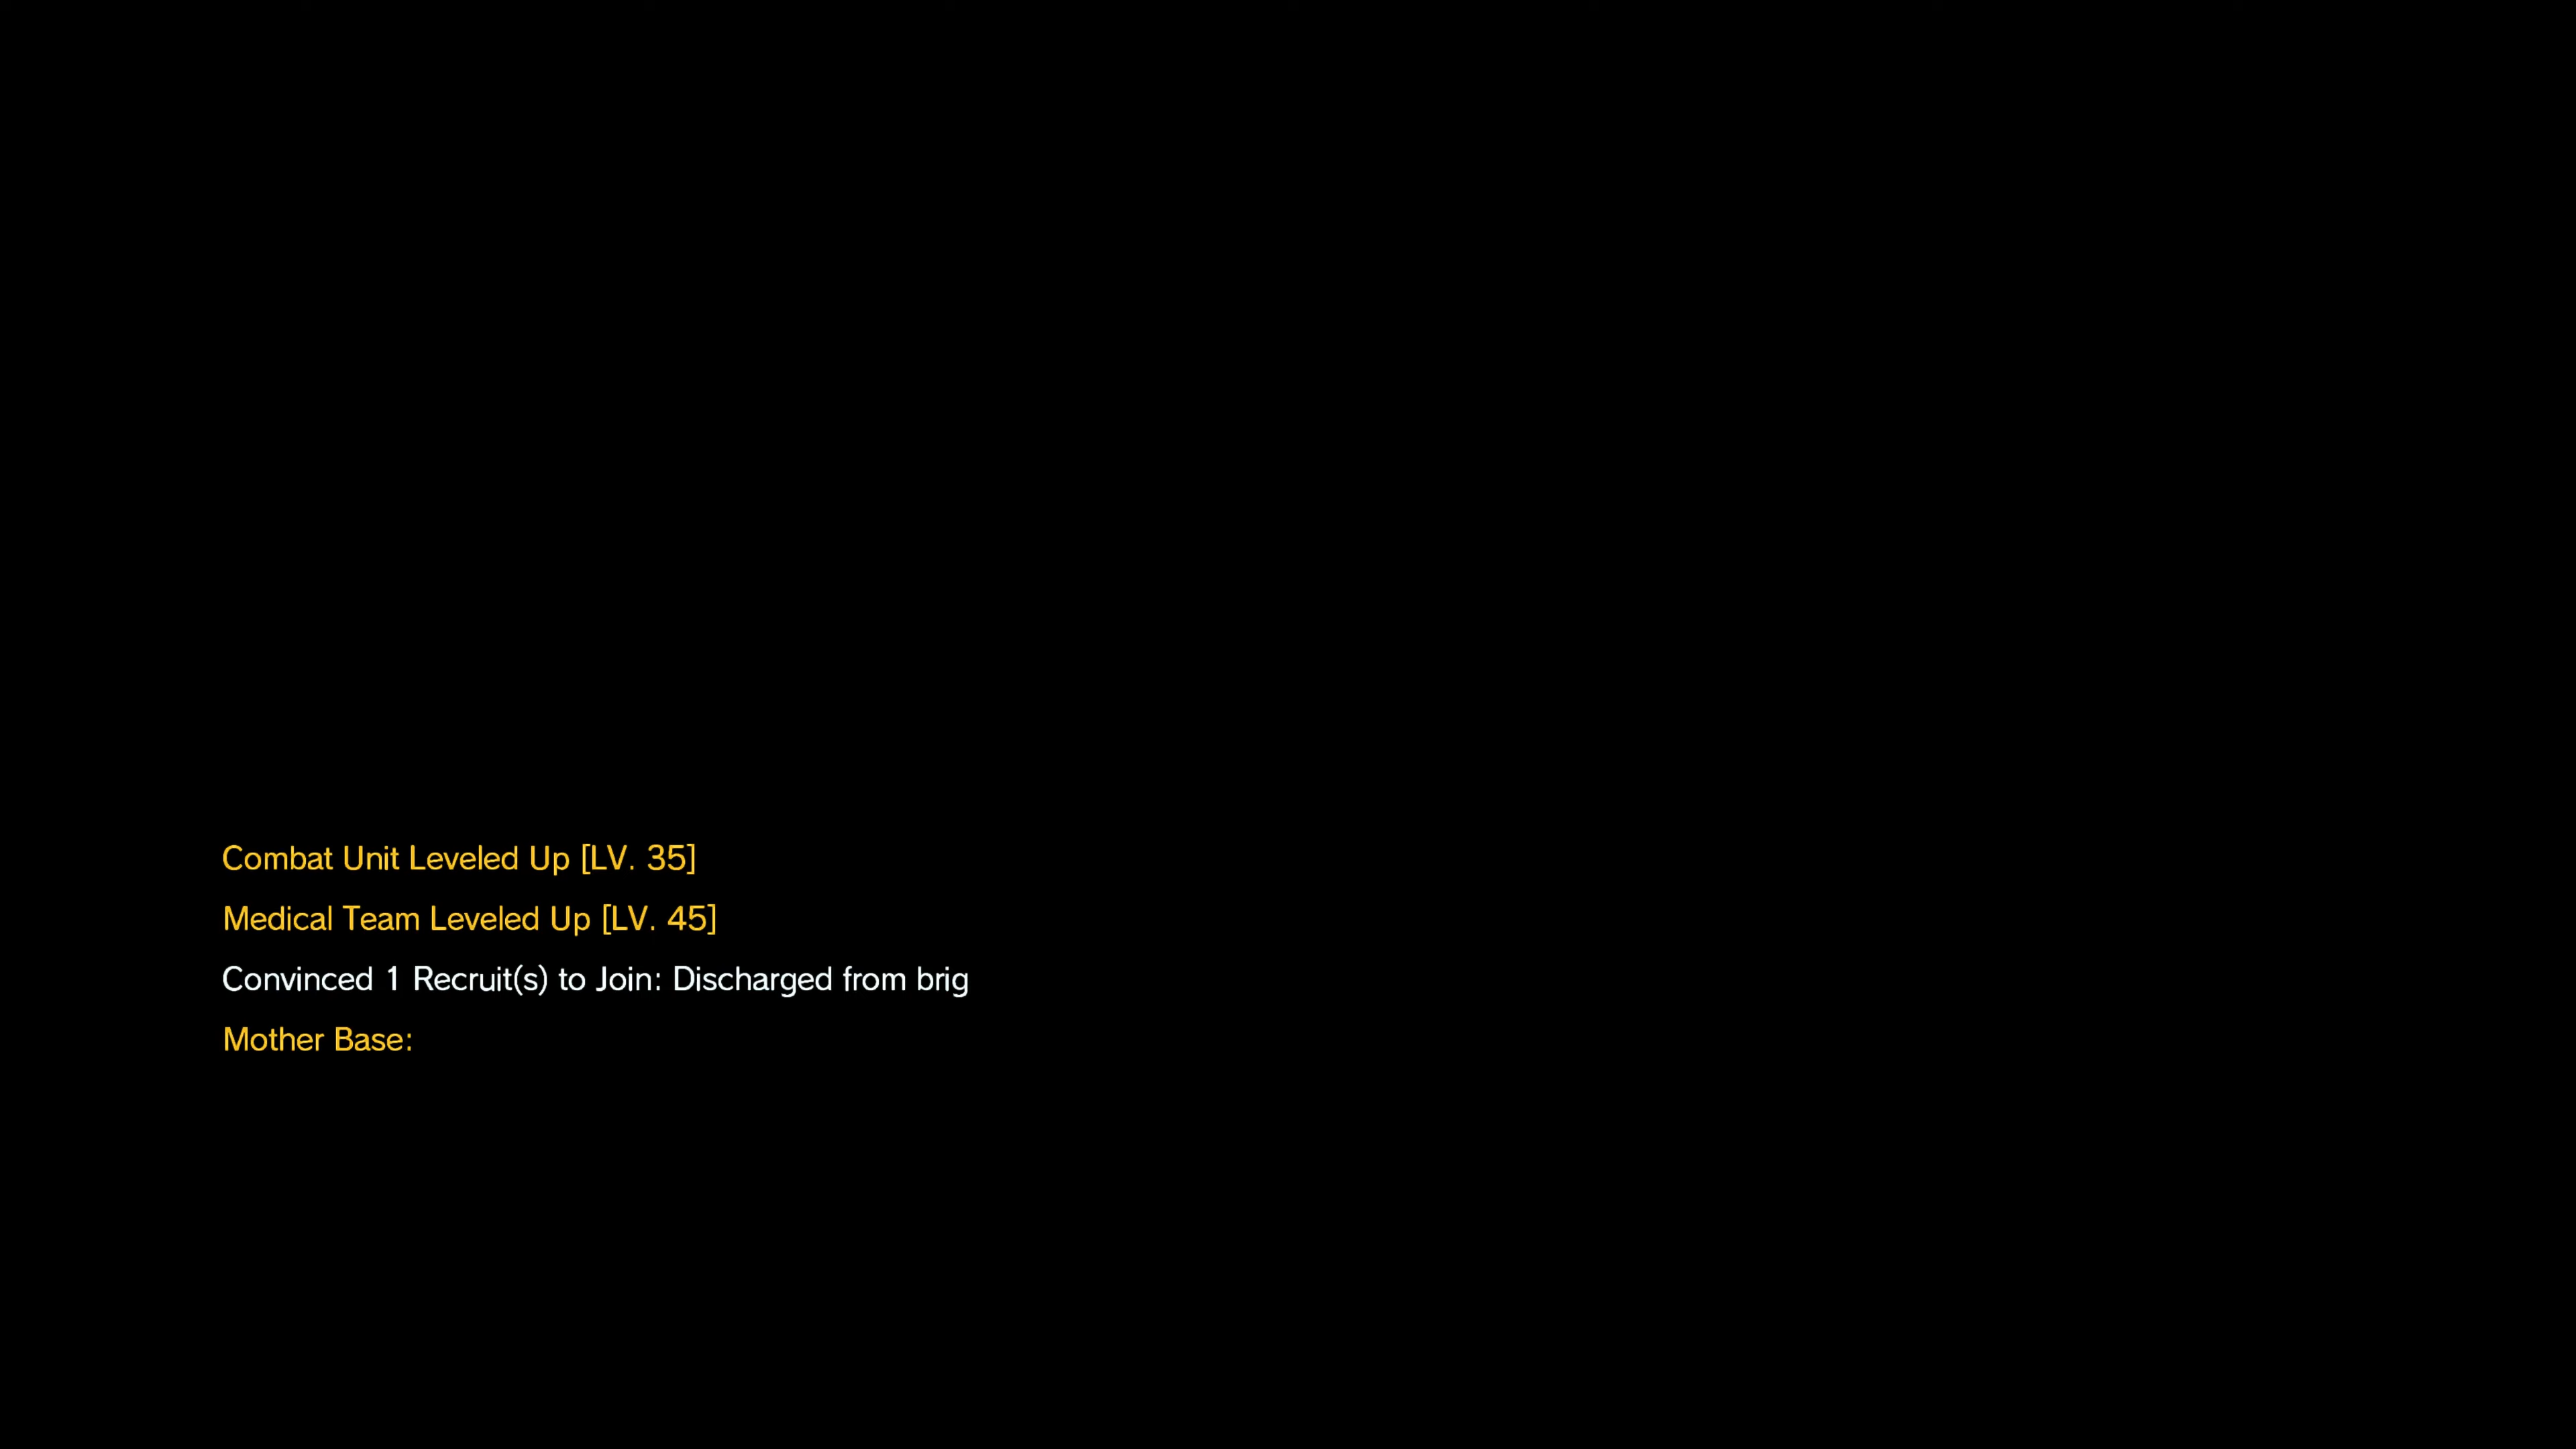 Combat Unit Leveled Up [LV. 35]
Medical Team Leveled Up [LV. 45]
Convinced 1 Recruit(s) to Join: Discharged from brig
Mother Base: